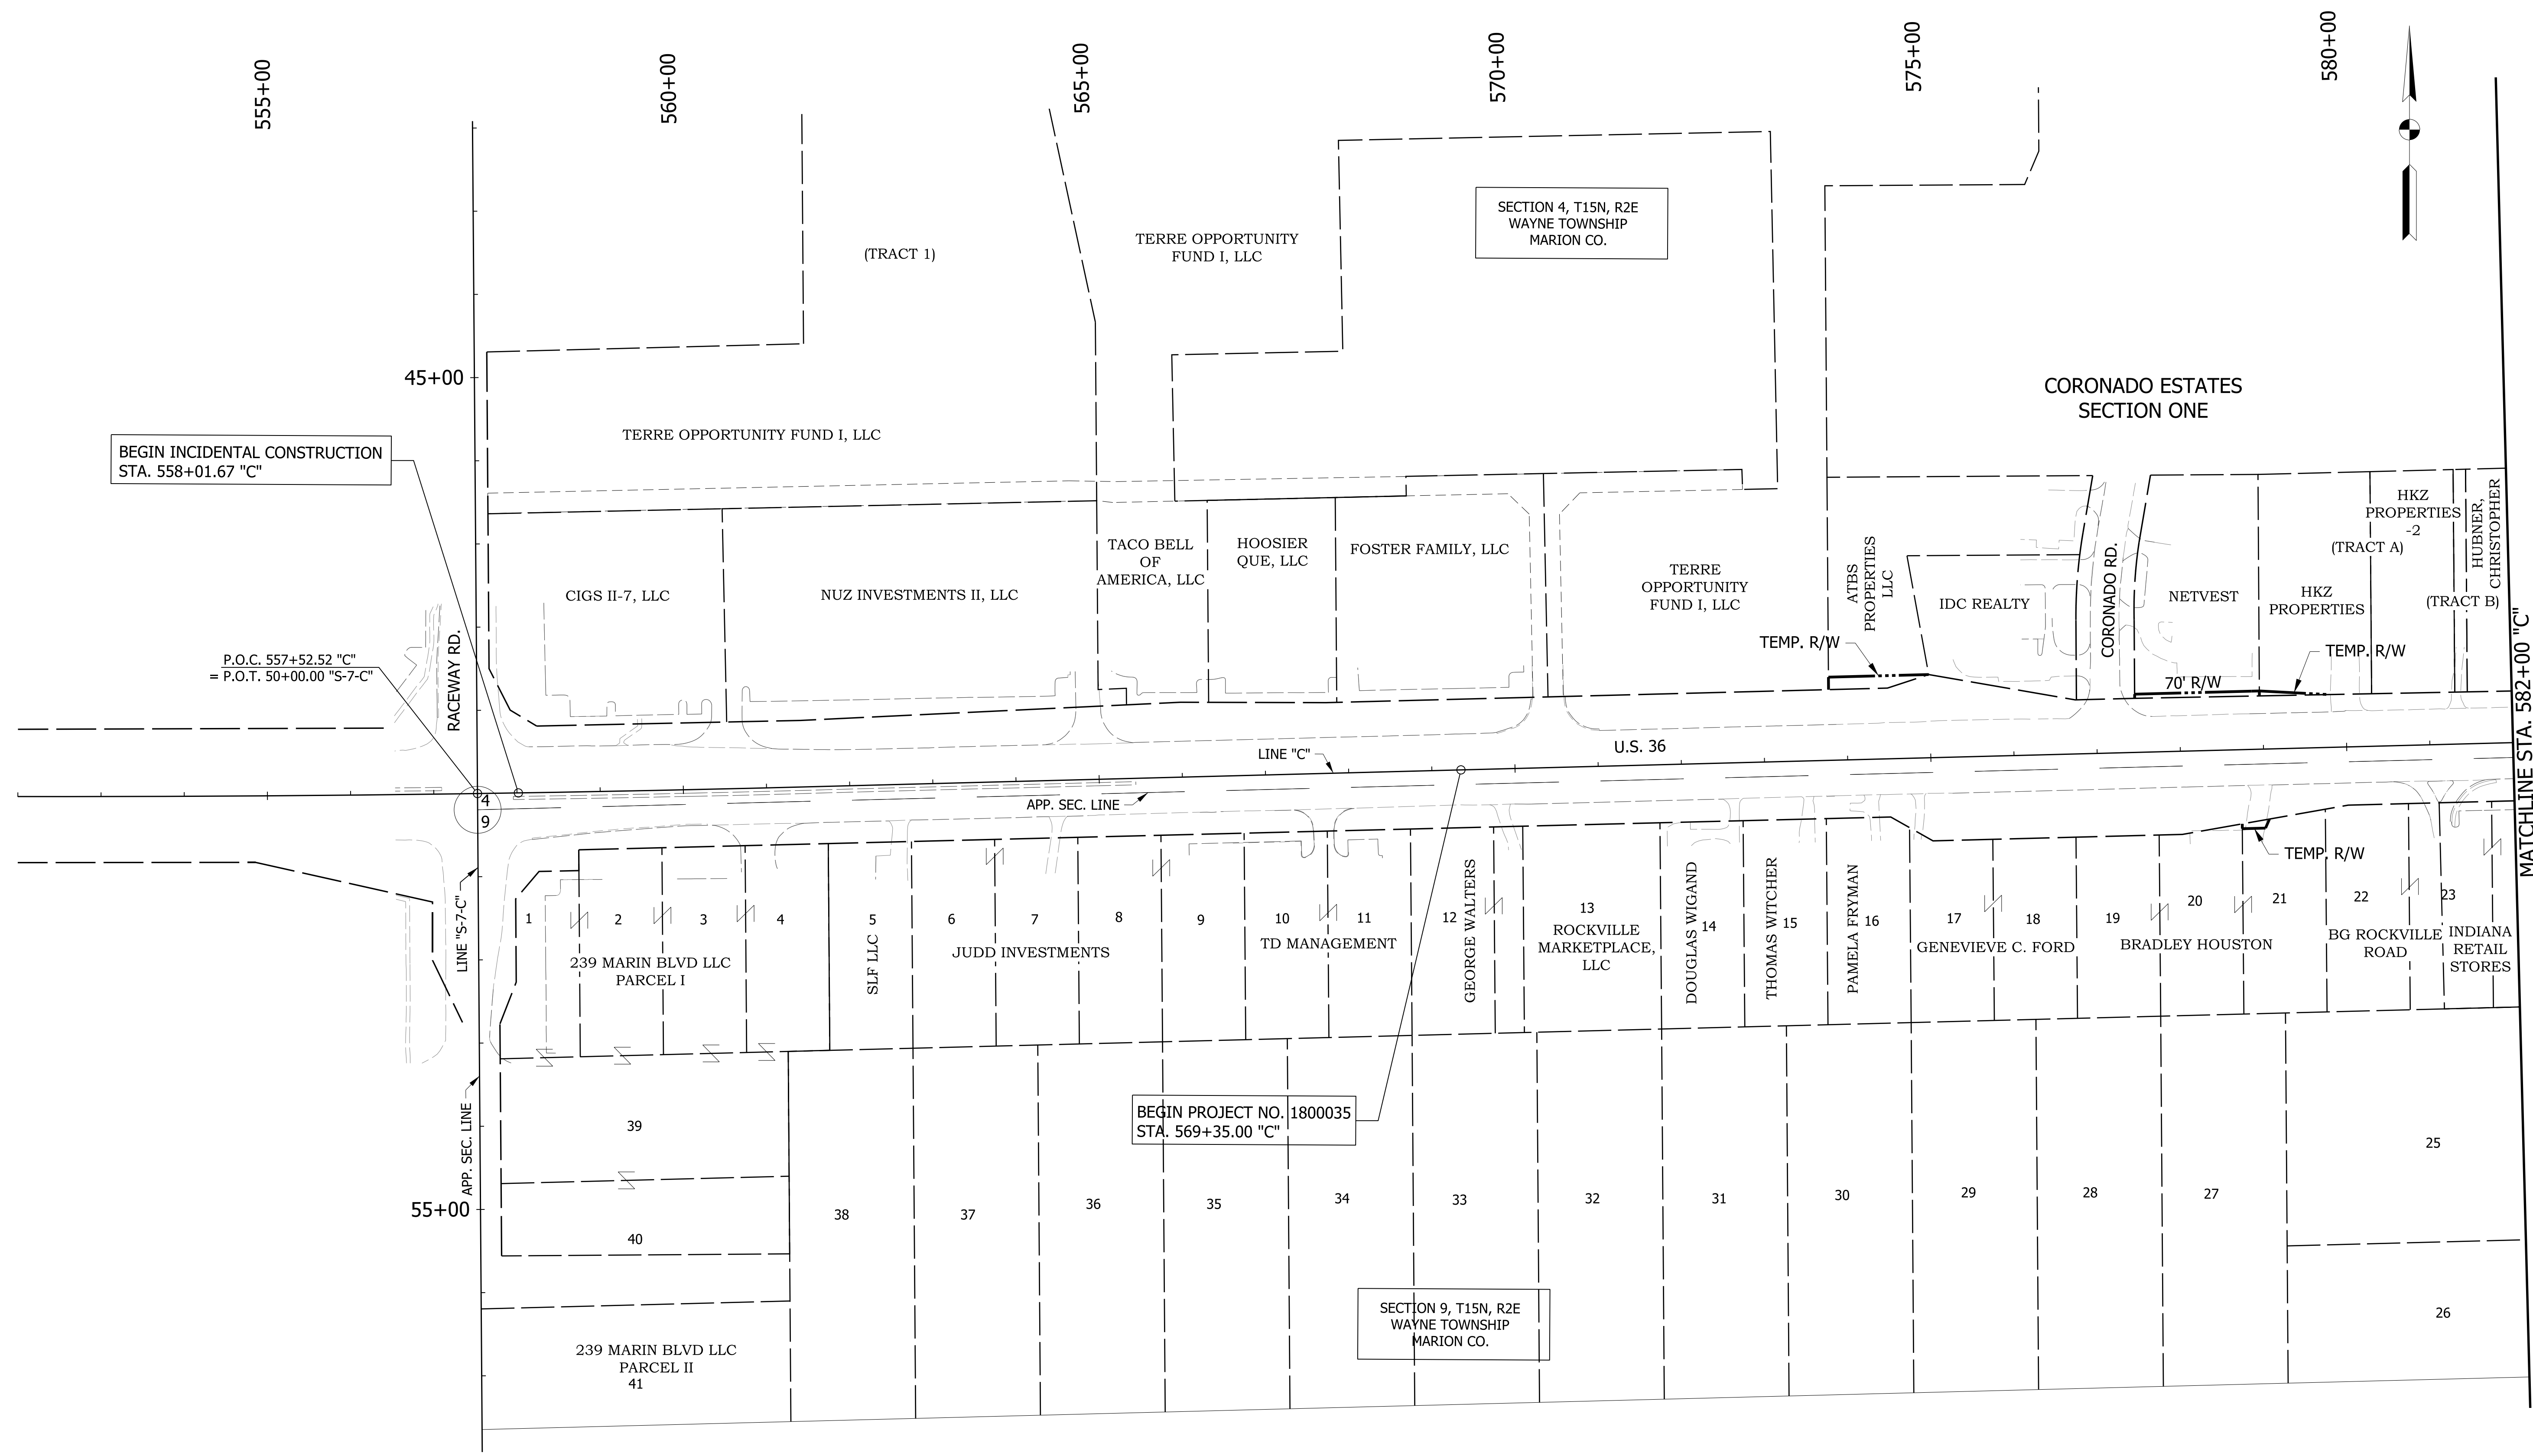 555+00
560+00
565+00
570+00
575+00
580+00
SECTION 4, T15N, R2E
WAYNE TOWNSHIP
MARION CO.
(TRACT 1)
TERRE OPPORTUNITY
FUND I, LLC
45+00
CORONADO ESTATES
SECTION ONE
TERRE OPPORTUNITY FUND I, LLC
BEGIN INCIDENTAL CONSTRUCTION
STA. 558+01.67 "C"
CIGS II-7, LLC
NUZ INVESTMENTS II, LLC
TACO BELL
OF
AMERICA, LLC
HOOSIER
QUE, LLC
FOSTER FAMILY, LLC
TERRE
OPPORTUNITY
FUND I, LLC
ATBS
PROPERTIES
LLC
IDC REALTY
CORONADO RD.
NETVEST
HKZ
PROPERTIES
HKZ
PROPERTIES
-2
(TRACT A)
HUBNER,
CHRISTOPHER
(TRACT B)
TEMP. R/W
TEMP. R/W
70' R/W
RACEWAY RD.
P.O.C. 557+52.52 "C"
= P.O.T. 50+00.00 "S-7-C"
MATCHLINE STA. 582+00 "C"
LINE "C"
U.S. 36
APP. SEC. LINE
4
9
TEMP. R/W
LINE "S-7-C"
1
2
3
4
5
6
7
8
9
10
11
12
13
14
15
16
17
18
19
20
21
22
23
239 MARIN BLVD LLC
PARCEL I
SLF LLC
JUDD INVESTMENTS
TD MANAGEMENT
GEORGE WALTERS
ROCKVILLE
MARKETPLACE,
LLC
DOUGLAS WIGAND
THOMAS WITCHER
PAMELA FRYMAN
GENEVIEVE C. FORD
BRADLEY HOUSTON
BG ROCKVILLE
ROAD
INDIANA
RETAIL
STORES
APP. SEC. LINE
BEGIN PROJECT NO. 1800035
STA. 569+35.00 "C"
39
55+00
40
38
37
36
35
34
33
32
31
30
29
28
27
25
26
SECTION 9, T15N, R2E
WAYNE TOWNSHIP
MARION CO.
239 MARIN BLVD LLC
PARCEL II
41